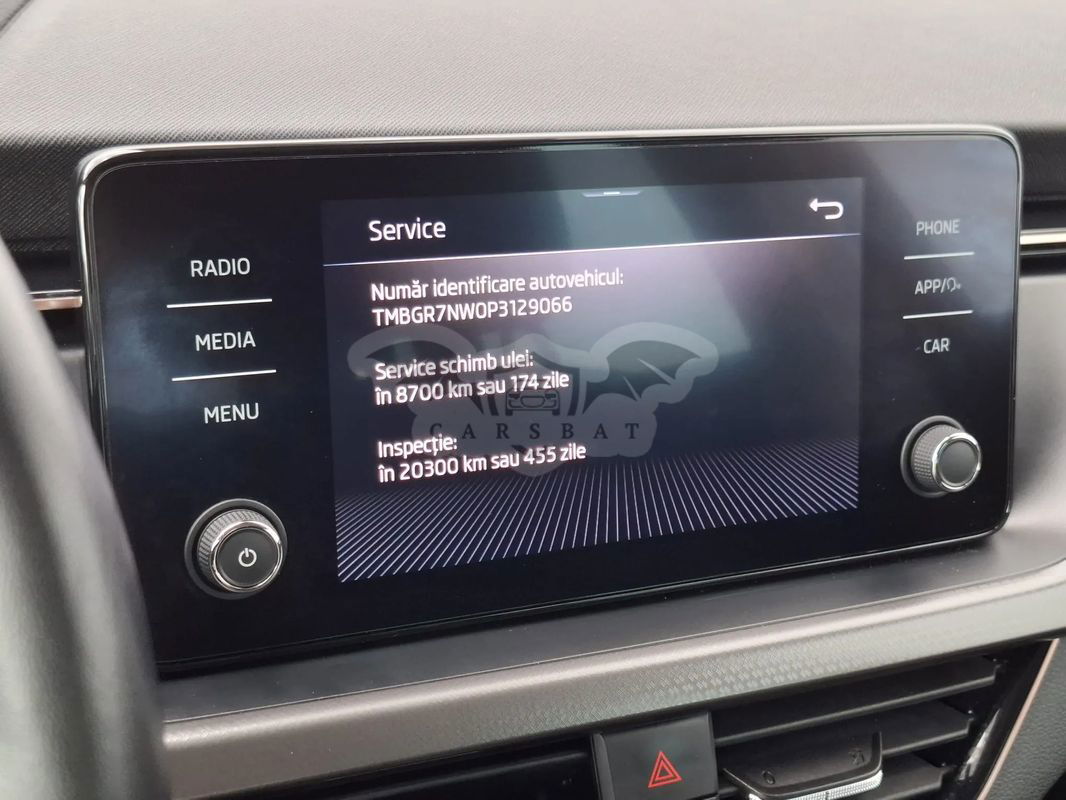 Service
RADIO
MEDIA
MENU
Număr identificare autovehicul:
TMBGR7NW0P3129066
Service schimb ulei:
în 8700 km sau 174 zile
Inspecție:
în 20300 km sau 455 zile
CARSBAT
PHONE
APP/
CAR